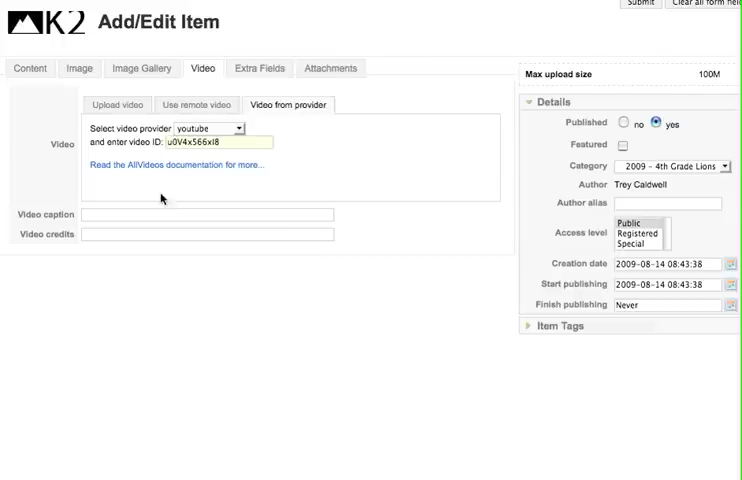 Submit Clear all form field
K2 Add/Edit Item
Content Image Image Gallery Video Extra Fields Attachments
Max upload size 100M
Upload video Use remote video Video from provider
Details
Video
Select video provider youtube
and enter video ID: u0V4x566xI8
Read the AllVideos documentation for more...
Published no yes
Featured
Category 2009 - 4th Grade Lions
Author Trey Caldwell
Author alias
Video caption
Video credits
Access level Public
Registered
Special
Creation date 2009-08-14 08:43:38
Start publishing 2009-08-14 08:43:38
Finish publishing Never
Item Tags